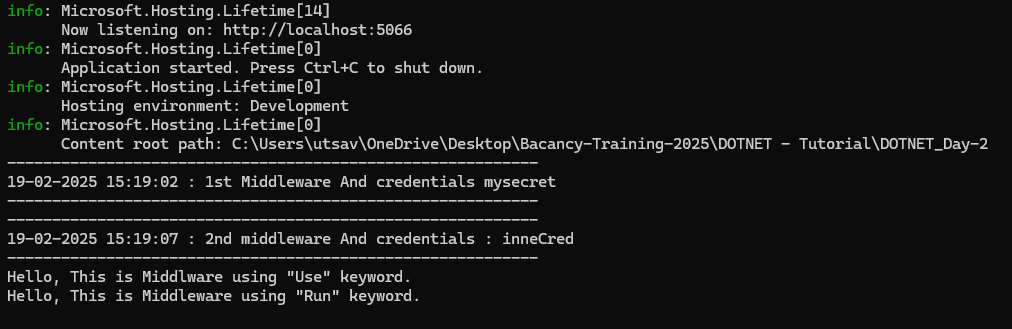 info: Microsoft.Hosting.Lifetime[14]
      Now listening on: http://localhost:5066
info: Microsoft.Hosting.Lifetime[0]
      Application started. Press Ctrl+C to shut down.
info: Microsoft.Hosting.Lifetime[0]
      Hosting environment: Development
info: Microsoft.Hosting.Lifetime[0]
      Content root path: C:\Users\utsav\OneDrive\Desktop\Bacancy-Training-2025\DOTNET - Tutorial\DOTNET_Day-2
-----------------------------------------------------------
19-02-2025 15:19:02 : 1st Middleware And credentials mysecret
-----------------------------------------------------------
-----------------------------------------------------------
19-02-2025 15:19:07 : 2nd middleware And credentials : inneCred
-----------------------------------------------------------
Hello, This is Middlware using "Use" keyword.
Hello, This is Middleware using "Run" keyword.